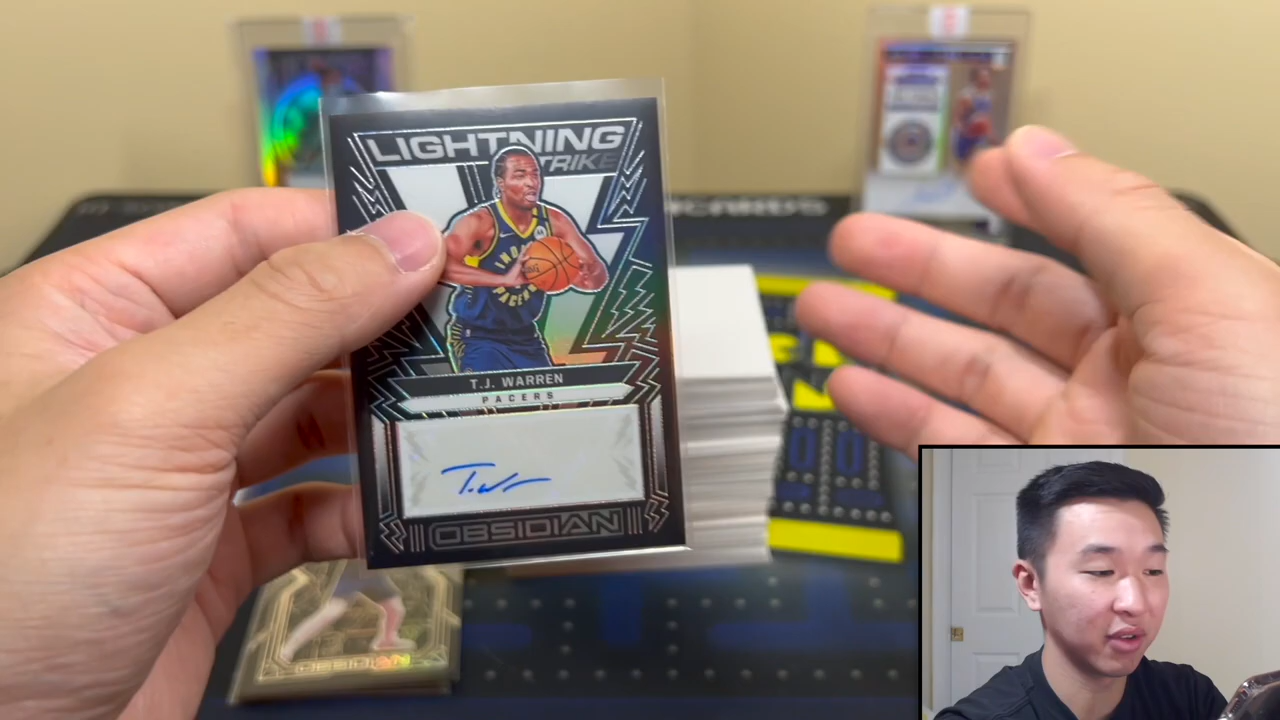 LIGHTNING
STRIKE
INDIANA
PACERS
T.J. WARREN
PACERS
T.W
OBSIDIAN
OBSIDIAN